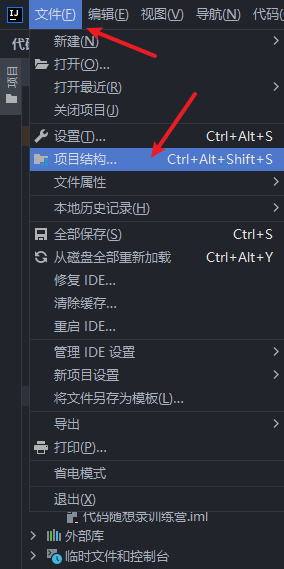 IJ 文件(F) 编辑(E) 视图(V) 导航(N) 代码(
代
项目
新建(N)
打开(O)...
打开最近(R)
关闭项目(J)
设置(T)... Ctrl+Alt+S
项目结构... Ctrl+Alt+Shift+S
文件属性
本地历史记录(H)
全部保存(S) Ctrl+S
从磁盘全部重新加载 Ctrl+Alt+Y
修复 IDE...
清除缓存...
重启 IDE...
管理 IDE 设置
新项目设置
将文件另存为模板(L)...
导出
打印(P)...
省电模式
退出(X)
代码随想录训练营.iml
外部库
临时文件和控制台